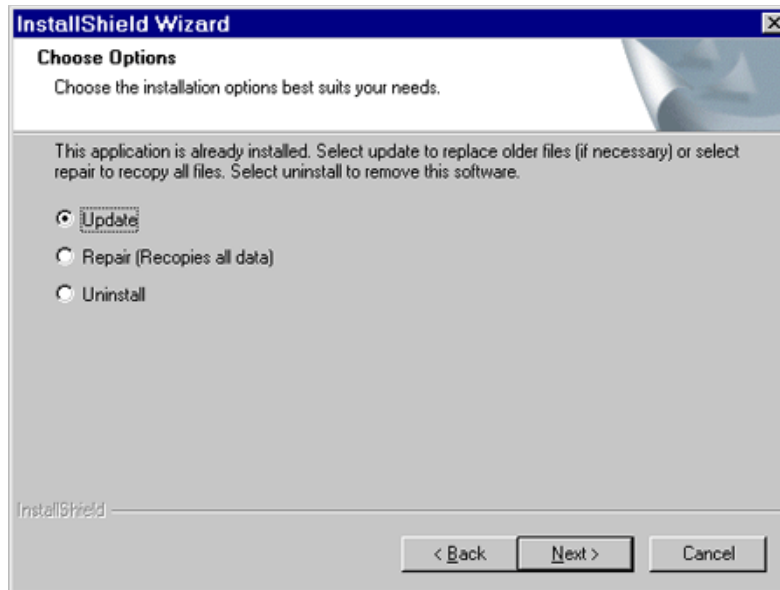 InstallShield Wizard
Choose Options
Choose the installation options best suits your needs.
This application is already installed. Select update to replace older files (if necessary) or select
repair to recopy all files. Select uninstall to remove this software.
Update
Repair (Recopies all data)
Uninstall
InstallShield
< Back Next > Cancel